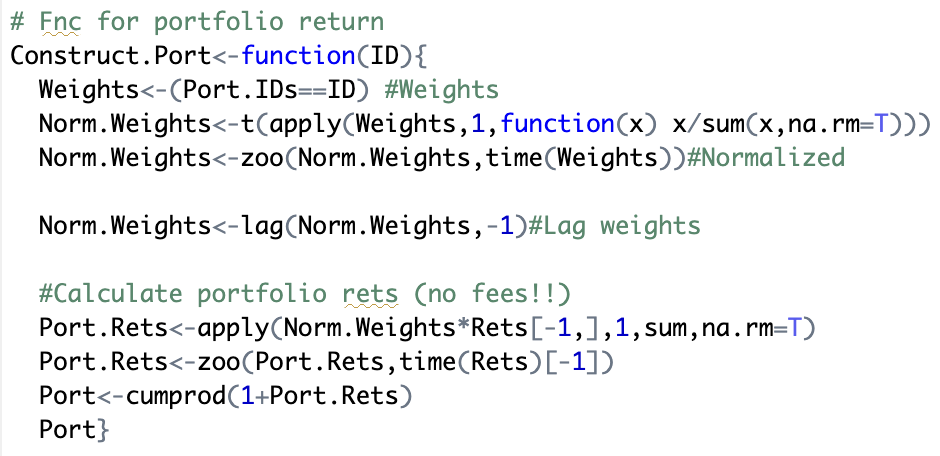 # Fnc for portfolio return
Construct.Port<-function(ID){
  Weights<-(Port.IDs==ID) #Weights
  Norm.Weights<-t(apply(Weights,1,function(x) x/sum(x,na.rm=T)))
  Norm.Weights<-zoo(Norm.Weights,time(Weights))#Normalized

  Norm.Weights<-lag(Norm.Weights,-1)#Lag weights

  #Calculate portfolio rets (no fees!!)
  Port.Rets<-apply(Norm.Weights*Rets[-1,],1,sum,na.rm=T)
  Port.Rets<-zoo(Port.Rets,time(Rets)[-1])
  Port<-cumprod(1+Port.Rets)
  Port}